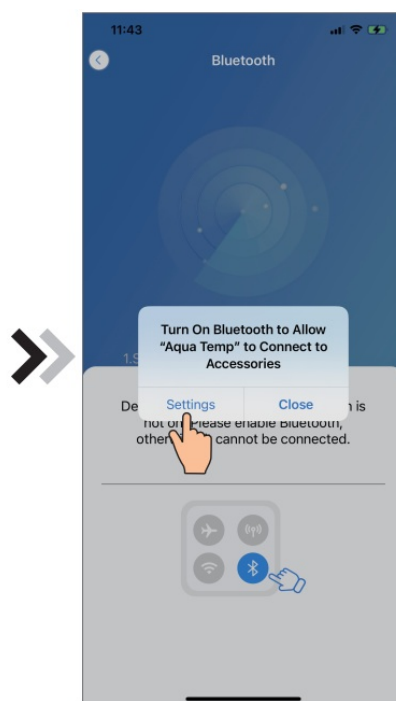 11:43
Bluetooth
1.S
Turn On Bluetooth to Allow
“Aqua Temp” to Connect to
Accessories
Settings
Close
De
is
not on. Please enable Bluetooth,
other
cannot be connected.